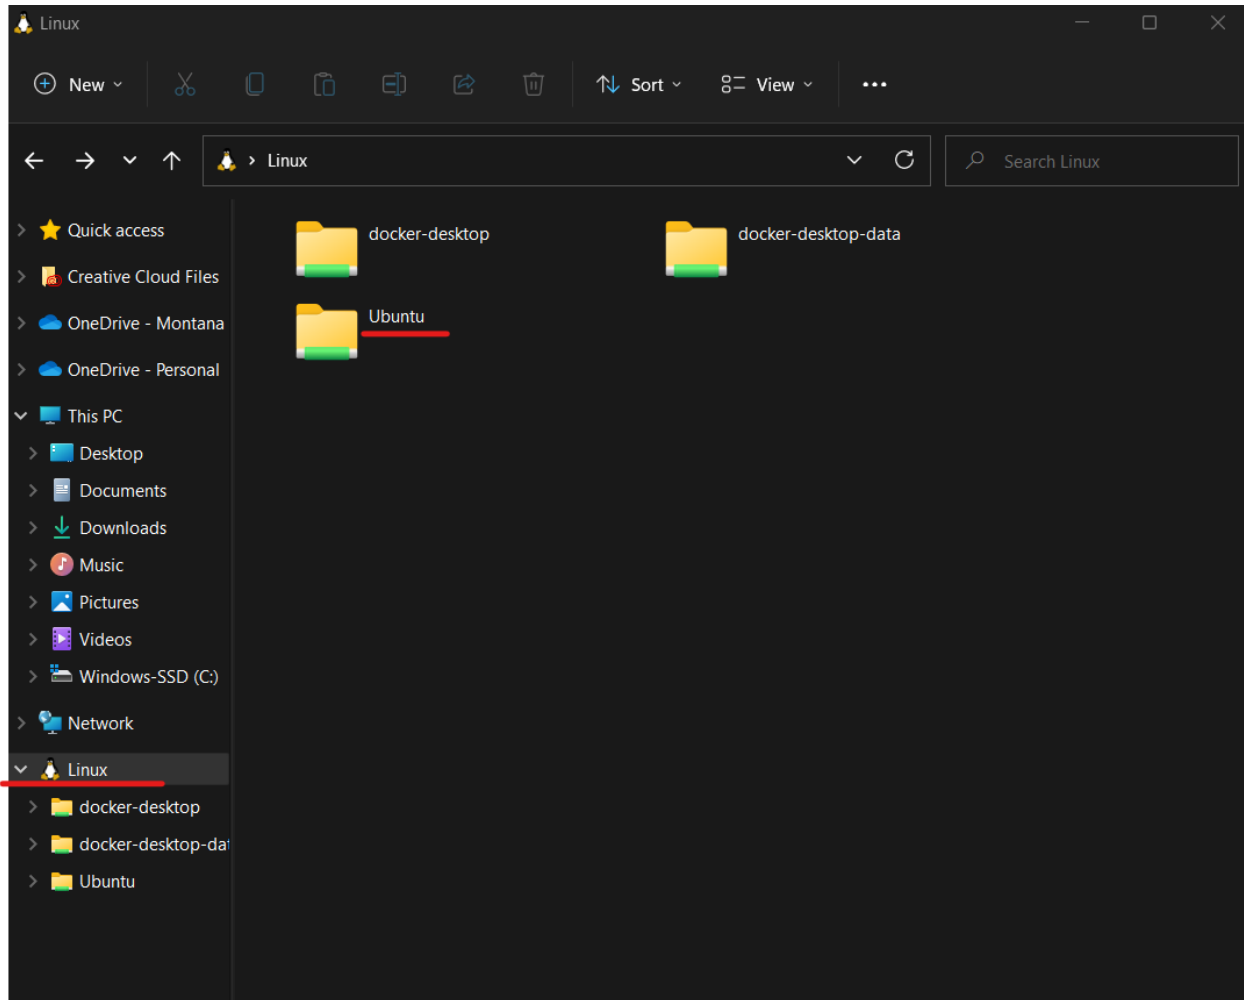 Linux
New
Sort
View
Linux
Search Linux
Quick access
Creative Cloud Files
OneDrive - Montana
OneDrive - Personal
This PC
Desktop
Documents
Downloads
Music
Pictures
Videos
Windows-SSD (C:)
Network
Linux
docker-desktop
docker-desktop-dat
Ubuntu
docker-desktop
docker-desktop-data
Ubuntu